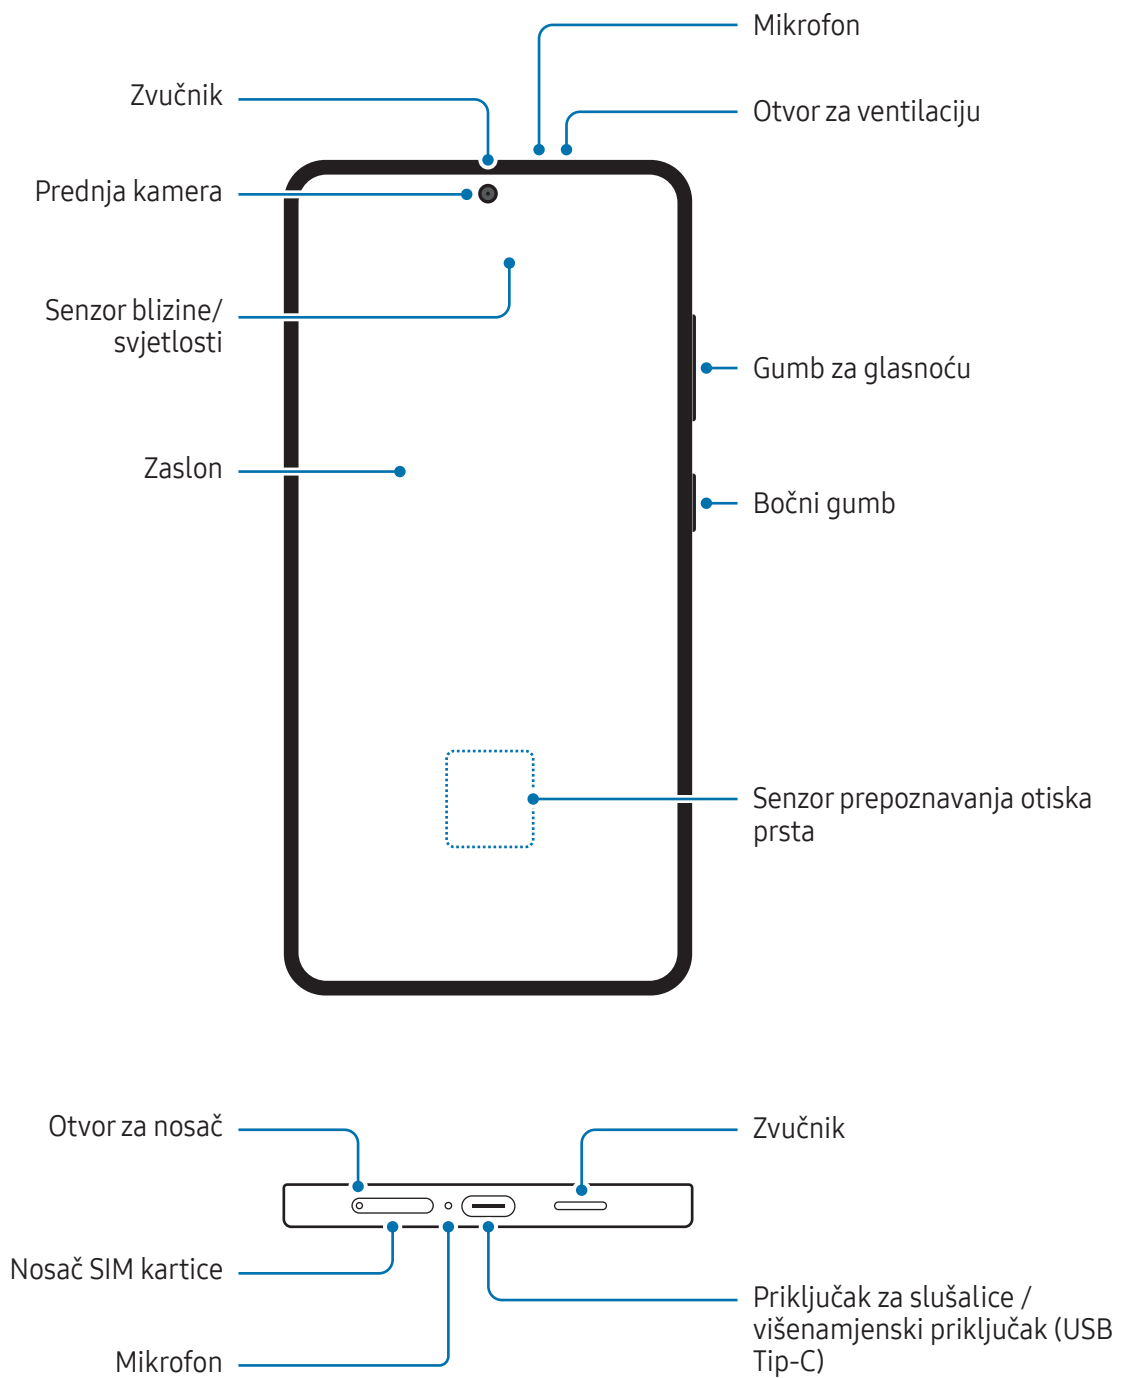 Mikrofon
Zvučnik
Otvor za ventilaciju
Prednja kamera
Senzor blizine/
svjetlosti
Gumb za glasnoću
Zaslon
Bočni gumb
Senzor prepoznavanja otiska
prsta
Otvor za nosač
Zvučnik
Nosač SIM kartice
Priključak za slušalice /
višenamjenski priključak (USB
Tip-C)
Mikrofon